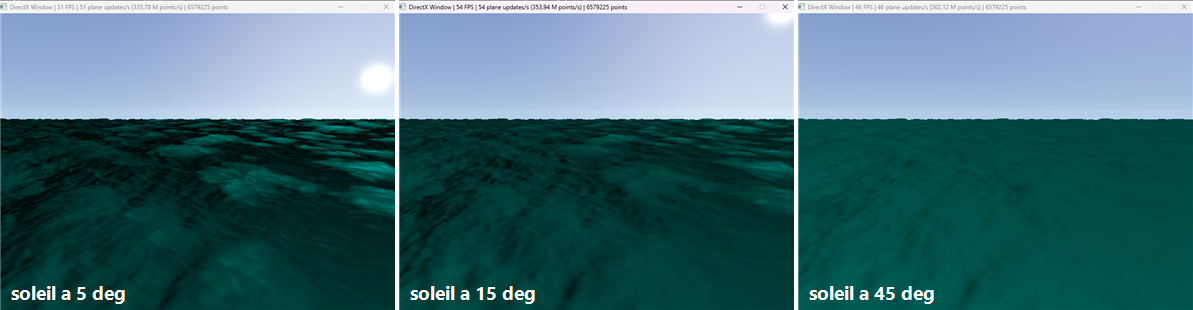 DirectX Window | 51 FPS | 51 plane updates/s (335.78 M points/s) | 6579225 points
DirectX Window | 54 FPS | 54 plane updates/s (353.94 M points/s) | 6579225 points
DirectX Window | 46 FPS | 46 plane updates/s (302.12 M points/s) | 6579225 points
soleil a 5 deg
soleil a 15 deg
soleil a 45 deg